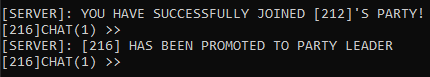 [SERVER]: YOU HAVE SUCCESSFULLY JOINED [212]'S PARTY!
[216]CHAT(1) >>
[SERVER]: [216] HAS BEEN PROMOTED TO PARTY LEADER
[216]CHAT(1) >>